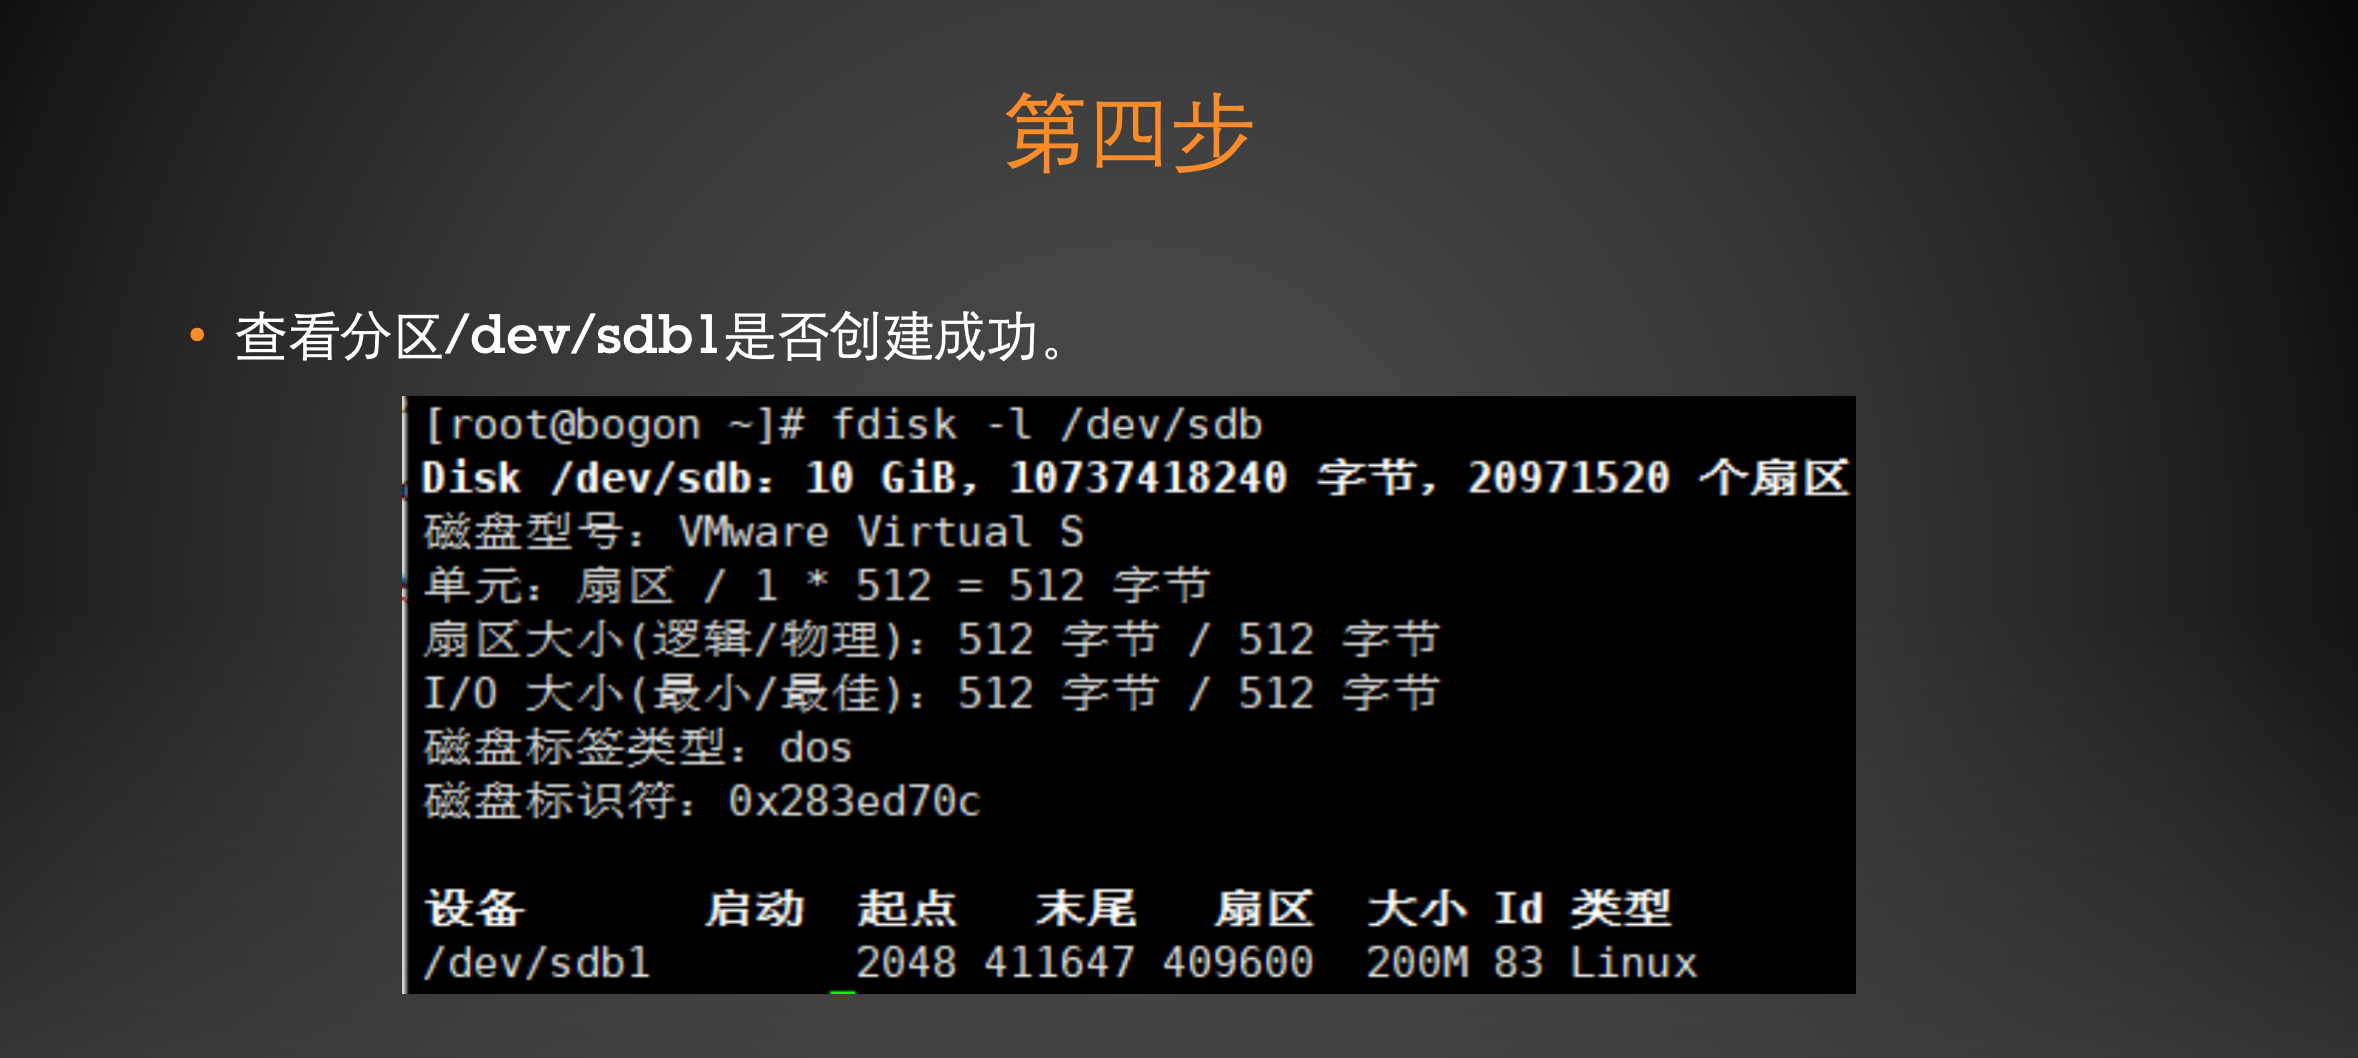 第四步
• 查看分区/dev/sdb1是否创建成功。
[root@bogon ~]# fdisk -l /dev/sdb
Disk /dev/sdb：10 GiB，10737418240 字节，20971520 个扇区
磁盘型号：VMware Virtual S
单元：扇区 / 1 * 512 = 512 字节
扇区大小(逻辑/物理)：512 字节 / 512 字节
I/O 大小(最小/最佳)：512 字节 / 512 字节
磁盘标签类型：dos
磁盘标识符：0x283ed70c
设备 启动 起点 末尾 扇区 大小 Id 类型
/dev/sdb1 2048 411647 409600 200M 83 Linux